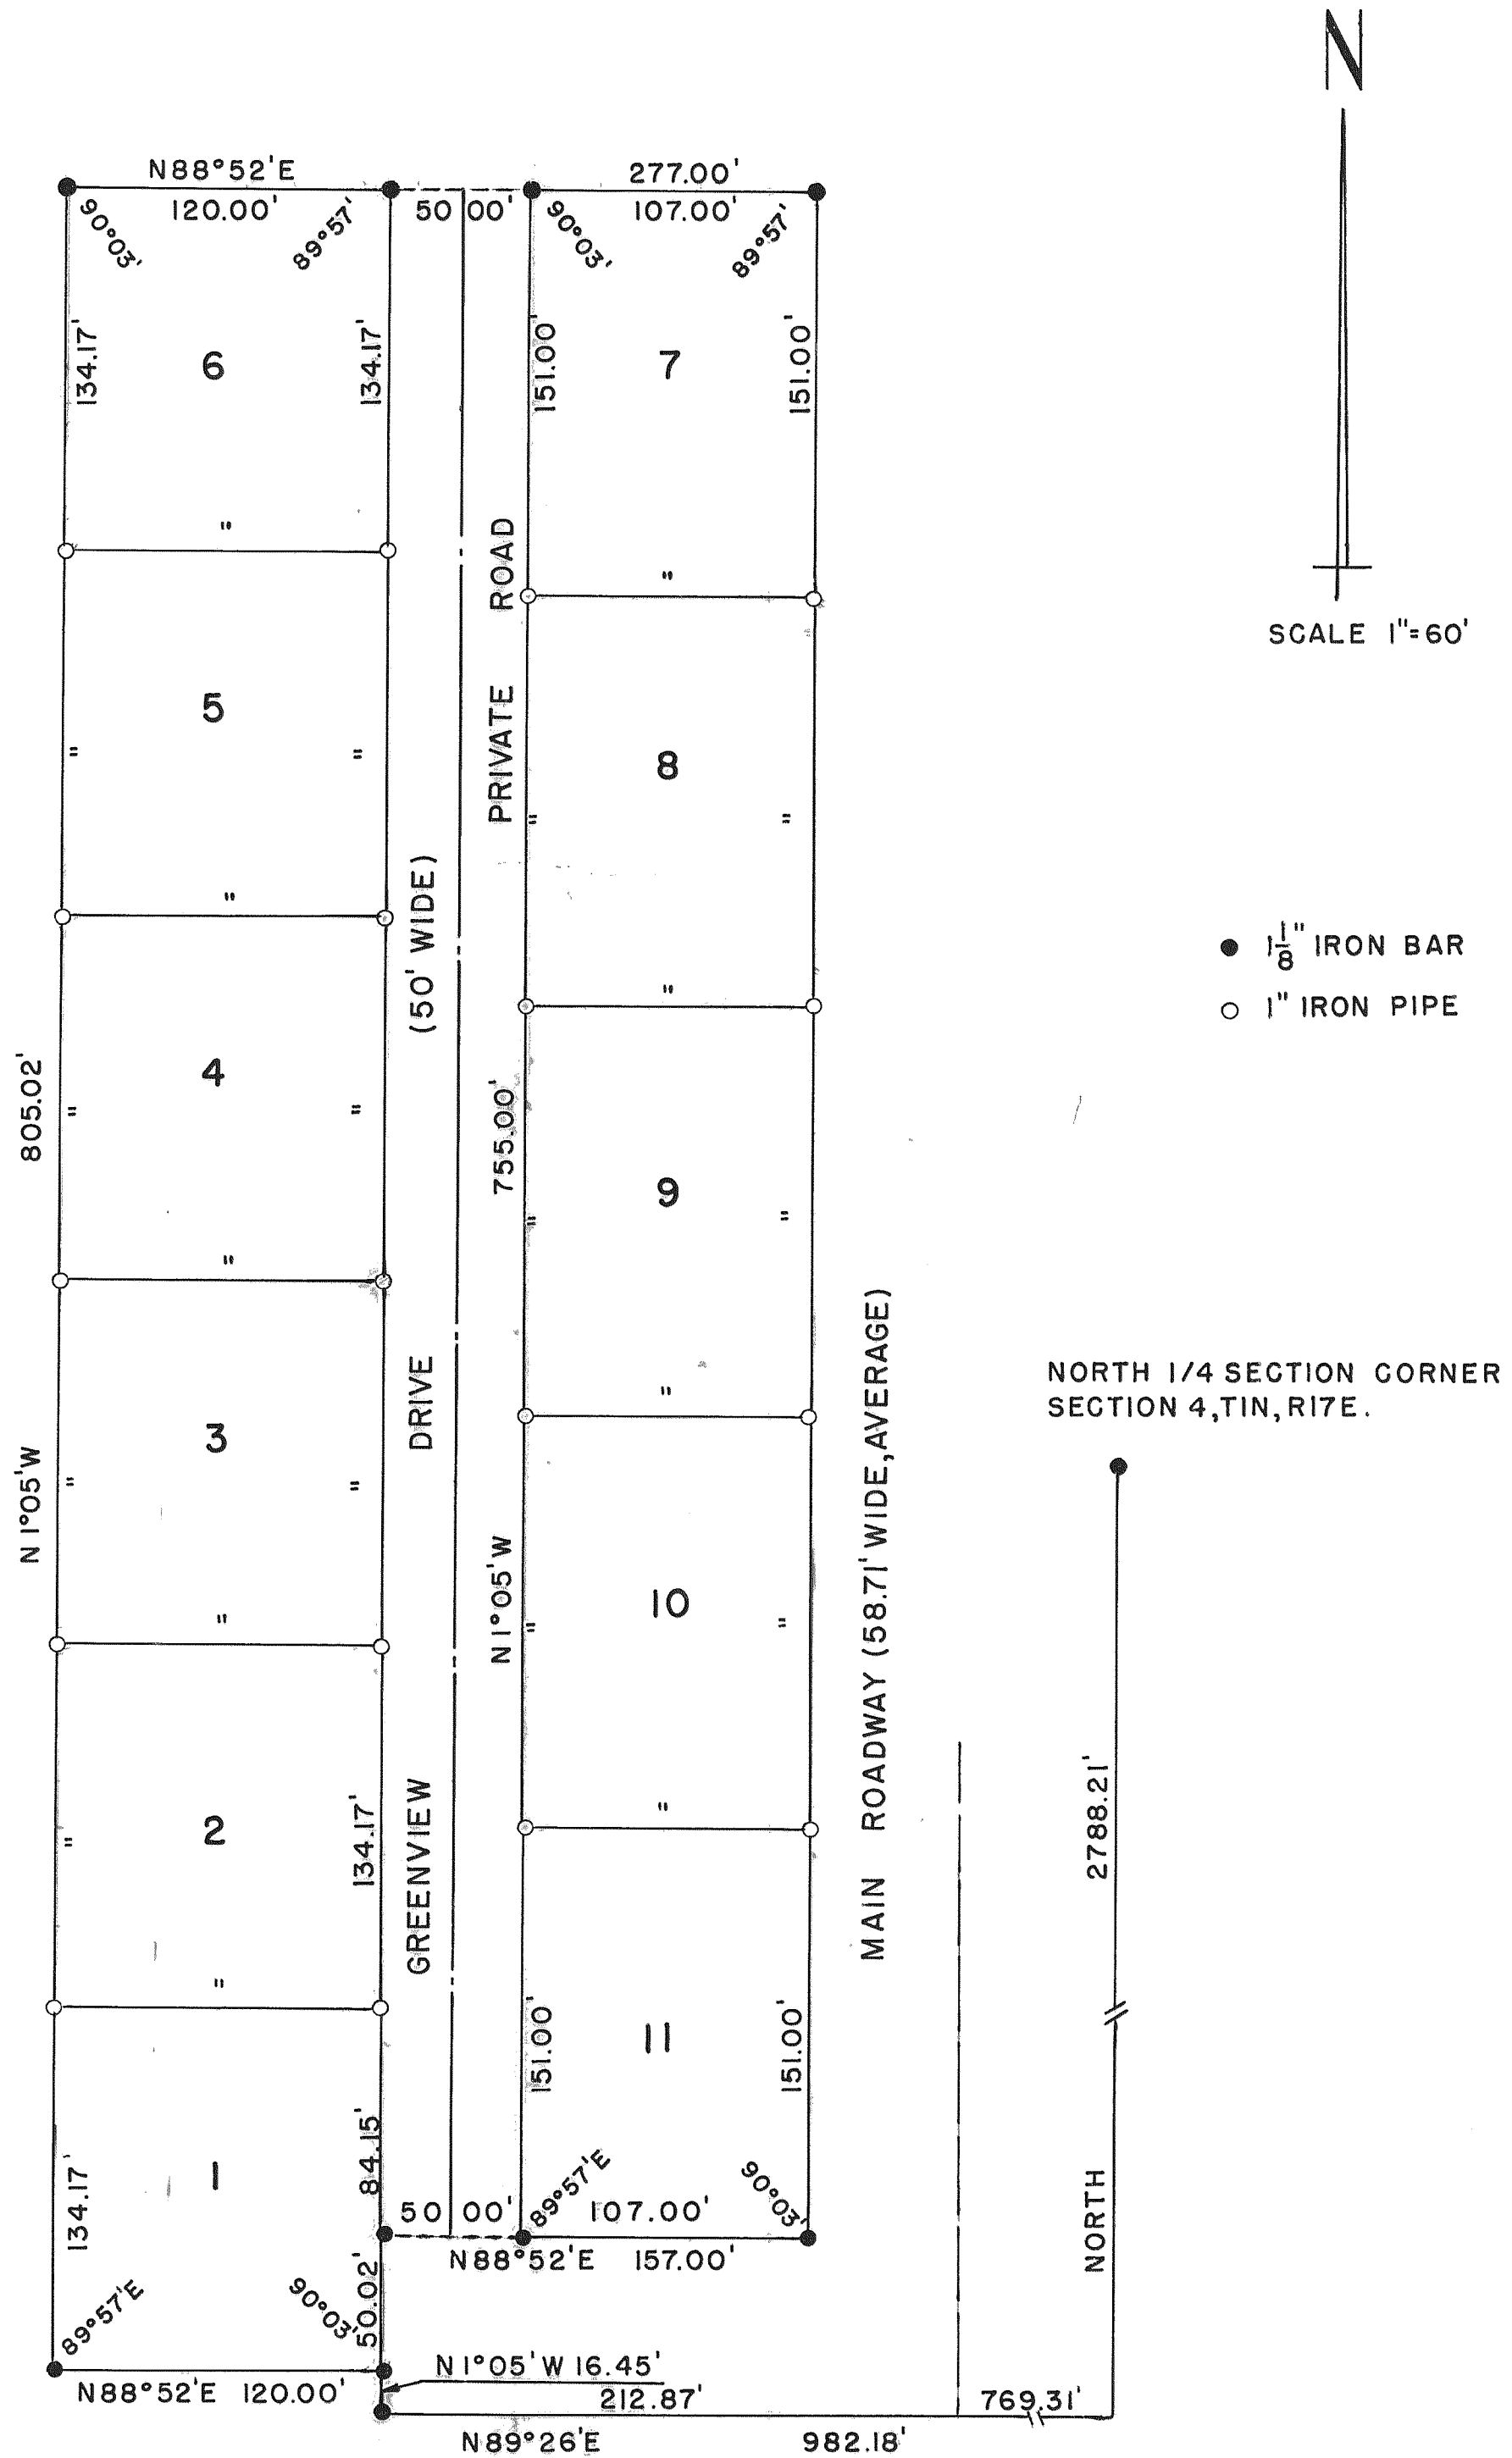 N
N88°52'E
277.00'
120.00'
50 00'
107.00'
90°03'
89°57'
90°03'
89°57'
134.17'
134.17'
151.00'
151.00'
6
7
"
PRIVATE ROAD
"
SCALE 1"=60'
5
"
"
8
"
"
"
(50' WIDE)
1 1/8" IRON BAR
"
1" IRON PIPE
805.02'
4
"
"
755.00'
9
"
"
"
MAIN ROADWAY (58.71' WIDE, AVERAGE)
NORTH 1/4 SECTION CORNER
SECTION 4, T1N, R17E.
DRIVE
"
N1°05'W
3
"
"
N1°05'W
10
"
"
"
2
"
134.17'
GREENVIEW
"
2788.21'
"
151.00'
11
151.00'
134.17'
1
84.15'
50 00'
89°57'E
107.00'
90°03'
NORTH
N88°52'E 157.00'
89°57'E
90°03'
50.02'
N88°52'E 120.00'
N1°05'W 16.45'
212.87'
769.31'
N89°26'E
982.18'